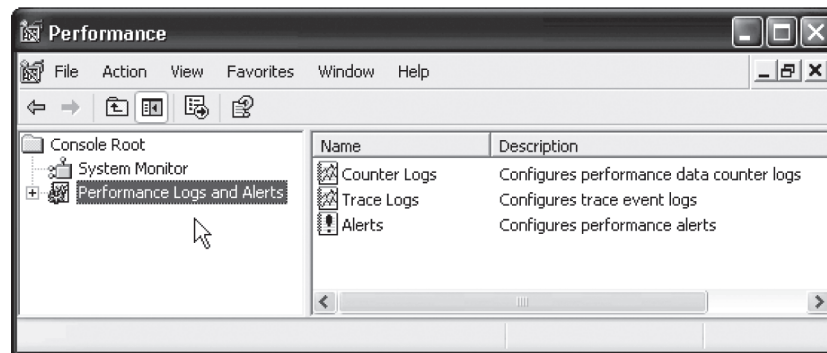 Performance
File Action View Favorites Window Help
Console Root
System Monitor
Performance Logs and Alerts
Name Description
Counter Logs Configures performance data counter logs
Trace Logs Configures trace event logs
Alerts Configures performance alerts